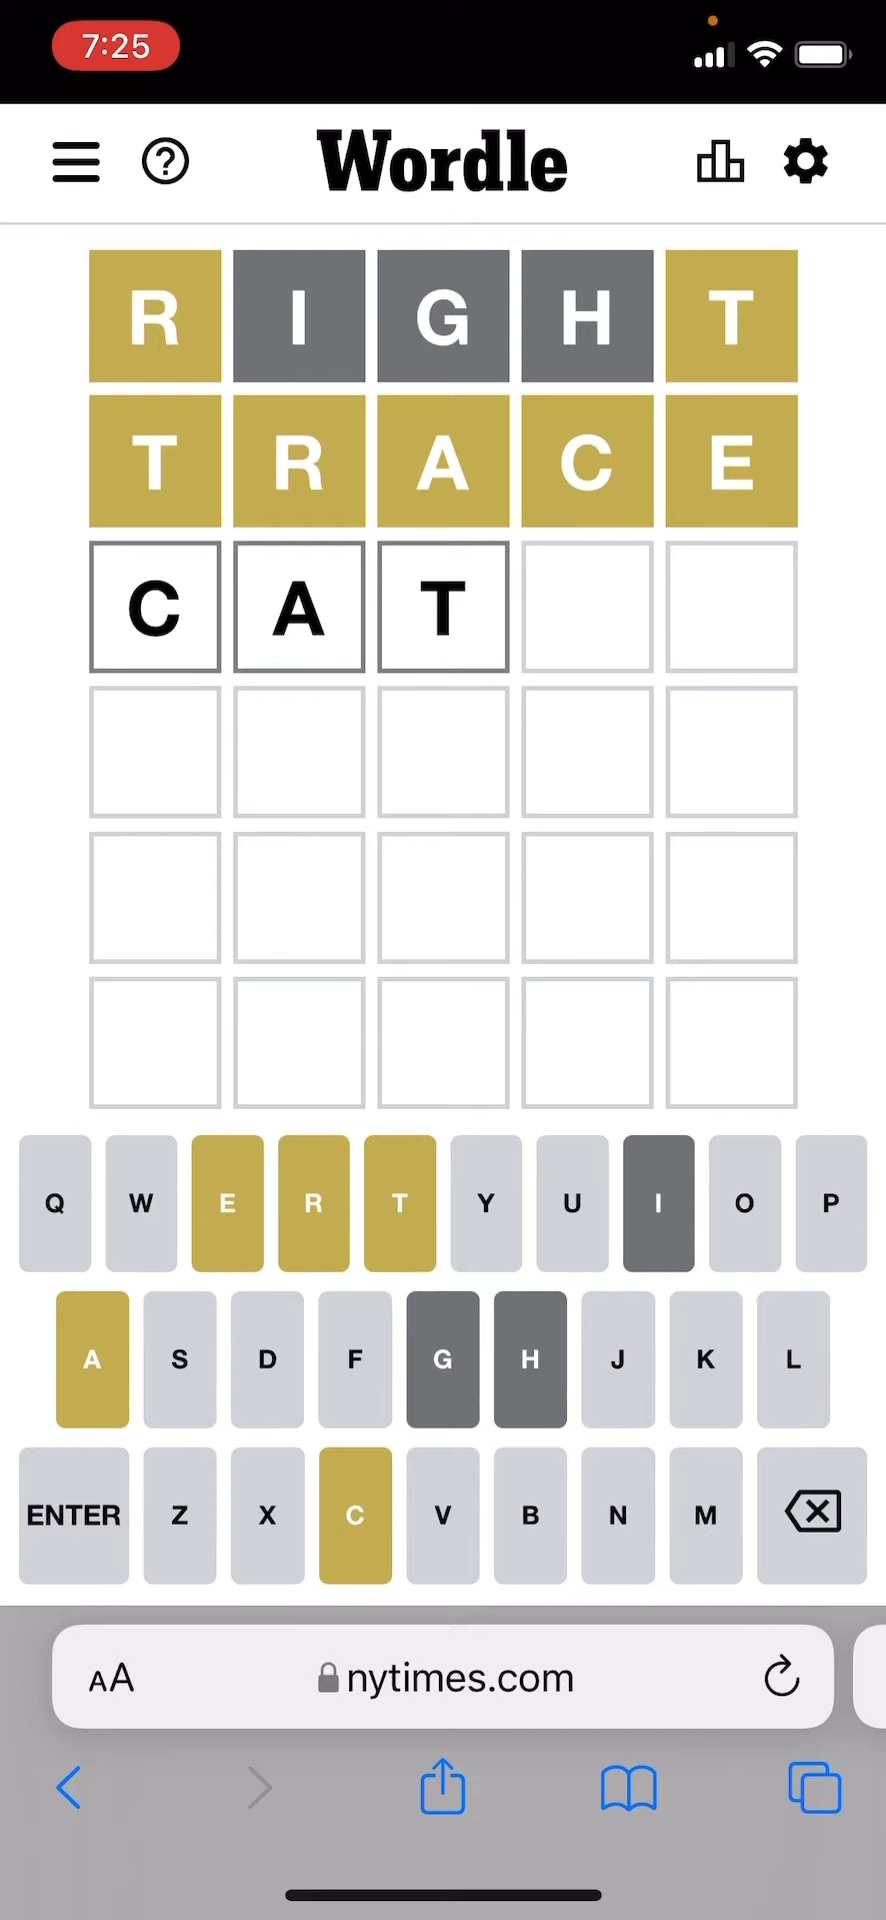 7:25
Wordle
R I G H T
T R A C E
C A T
Q W E R T Y U I O P
A S D F G H J K L
ENTER Z X C V B N M
AA nytimes.com